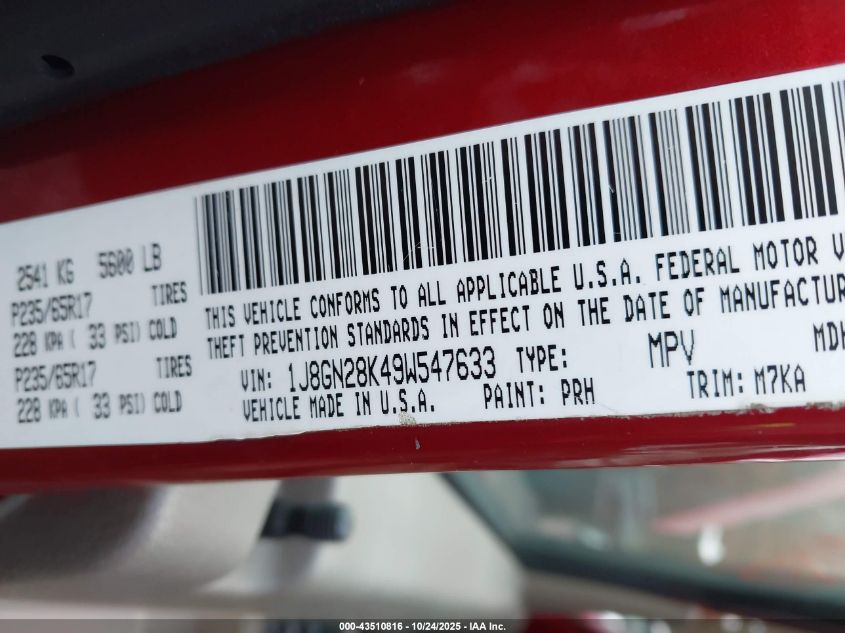 2541 KG 5600 LB
P235/65R17 TIRES
228 KPA ( 33 PSI) COLD
P235/65R17 TIRES
228 KPA ( 33 PSI) COLD
THIS VEHICLE CONFORMS TO ALL APPLICABLE U.S.A. FEDERAL MOTOR V
THEFT PREVENTION STANDARDS IN EFFECT ON THE DATE OF MANUFACTUR
VIN: 1J8GN28K49W547633 TYPE: MPV MDH
VEHICLE MADE IN U.S.A. PAINT: PRH TRIM: M7KA
000-43510816 - 10/24/2025 - IAA Inc.